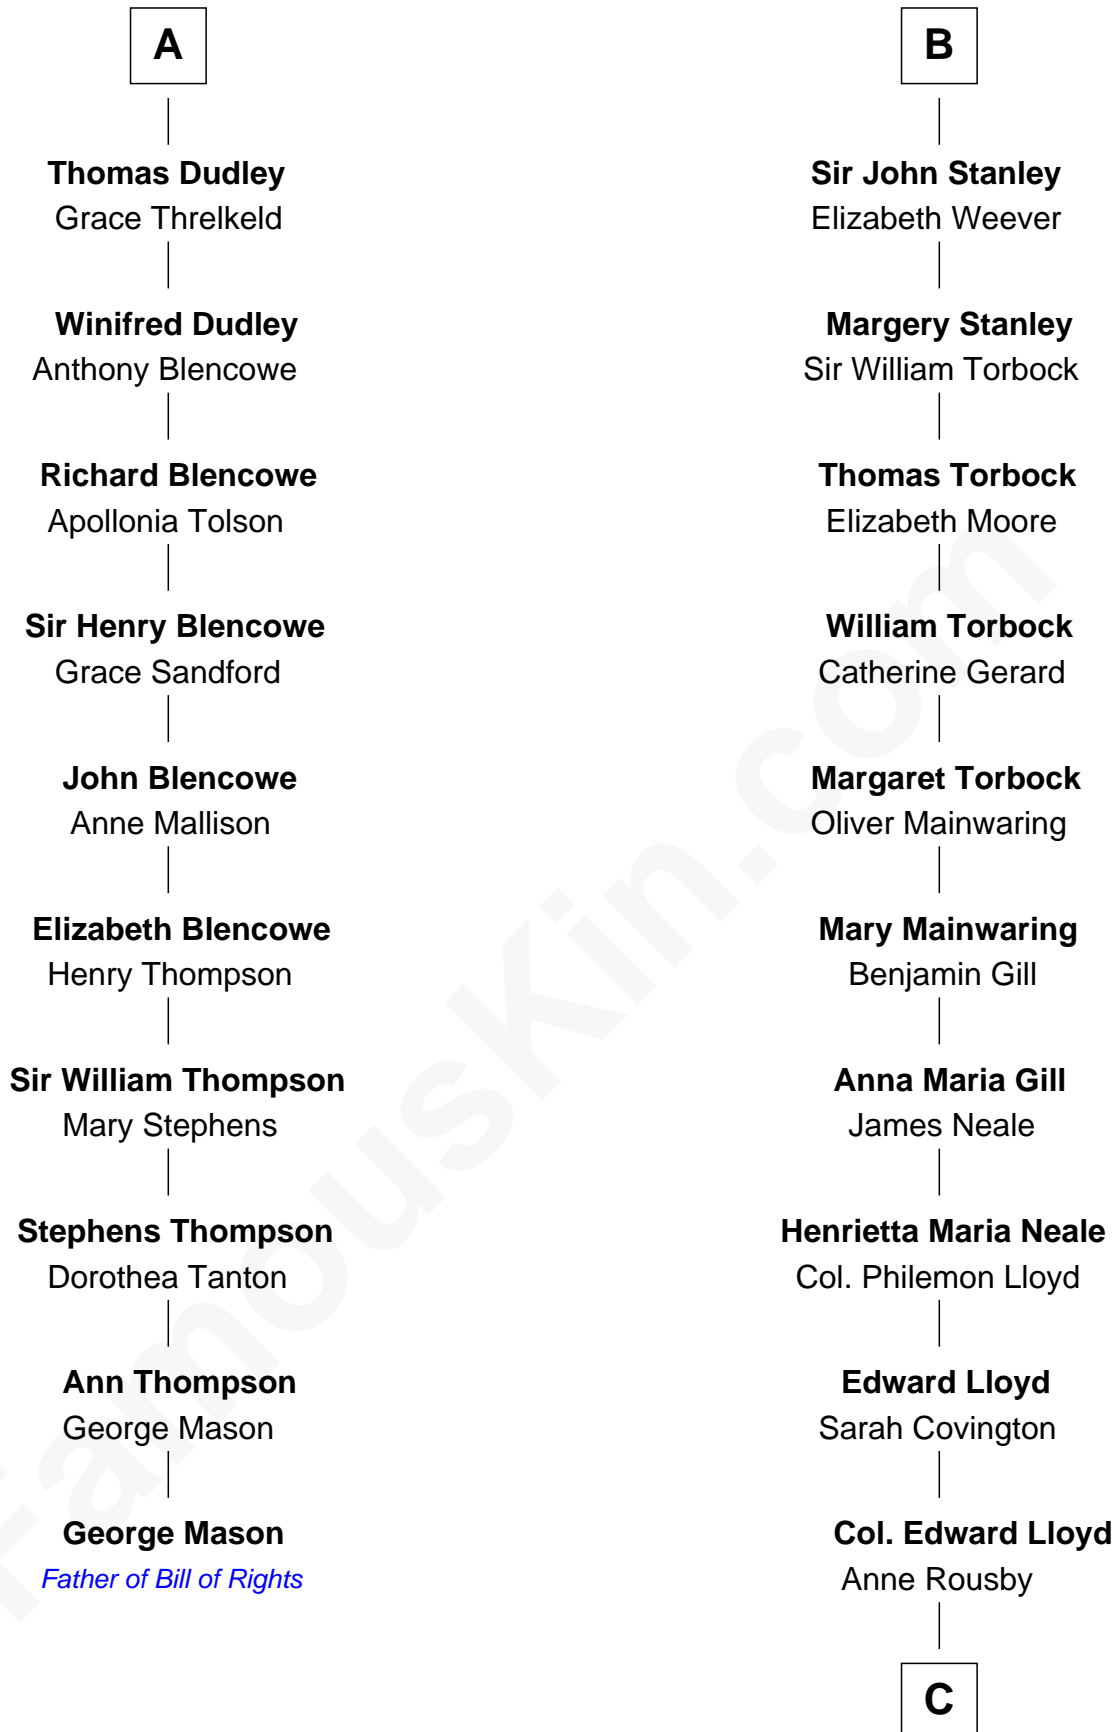 A
Thomas Dudley
Grace Threlkeld
Winifred Dudley
Anthony Blencowe
Richard Blencowe
Apollonia Tolson
Sir Henry Blencowe
Grace Sandford
John Blencowe
Anne Mallison
Elizabeth Blencowe
Henry Thompson
Sir William Thompson
Mary Stephens
Stephens Thompson
Dorothea Tanton
Ann Thompson
George Mason
George Mason
Father of Bill of Rights
B
Sir John Stanley
Elizabeth Weever
Margery Stanley
Sir William Torbock
Thomas Torbock
Elizabeth Moore
William Torbock
Catherine Gerard
Margaret Torbock
Oliver Mainwaring
Mary Mainwaring
Benjamin Gill
Anna Maria Gill
James Neale
Henrietta Maria Neale
Col. Philemon Lloyd
Edward Lloyd
Sarah Covington
Col. Edward Lloyd
Anne Rousby
C
FamousKin.com